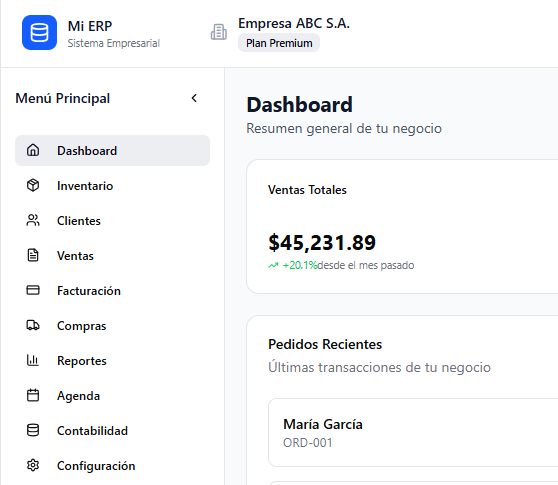 Mi ERP
Sistema Empresarial
Empresa ABC S.A.
Plan Premium
Menú Principal
Dashboard
Inventario
Clientes
Ventas
Facturación
Compras
Reportes
Agenda
Contabilidad
Configuración
Dashboard
Resumen general de tu negocio
Ventas Totales
$45,231.89
+20.1%desde el mes pasado
Pedidos Recientes
Últimas transacciones de tu negocio
María García
ORD-001